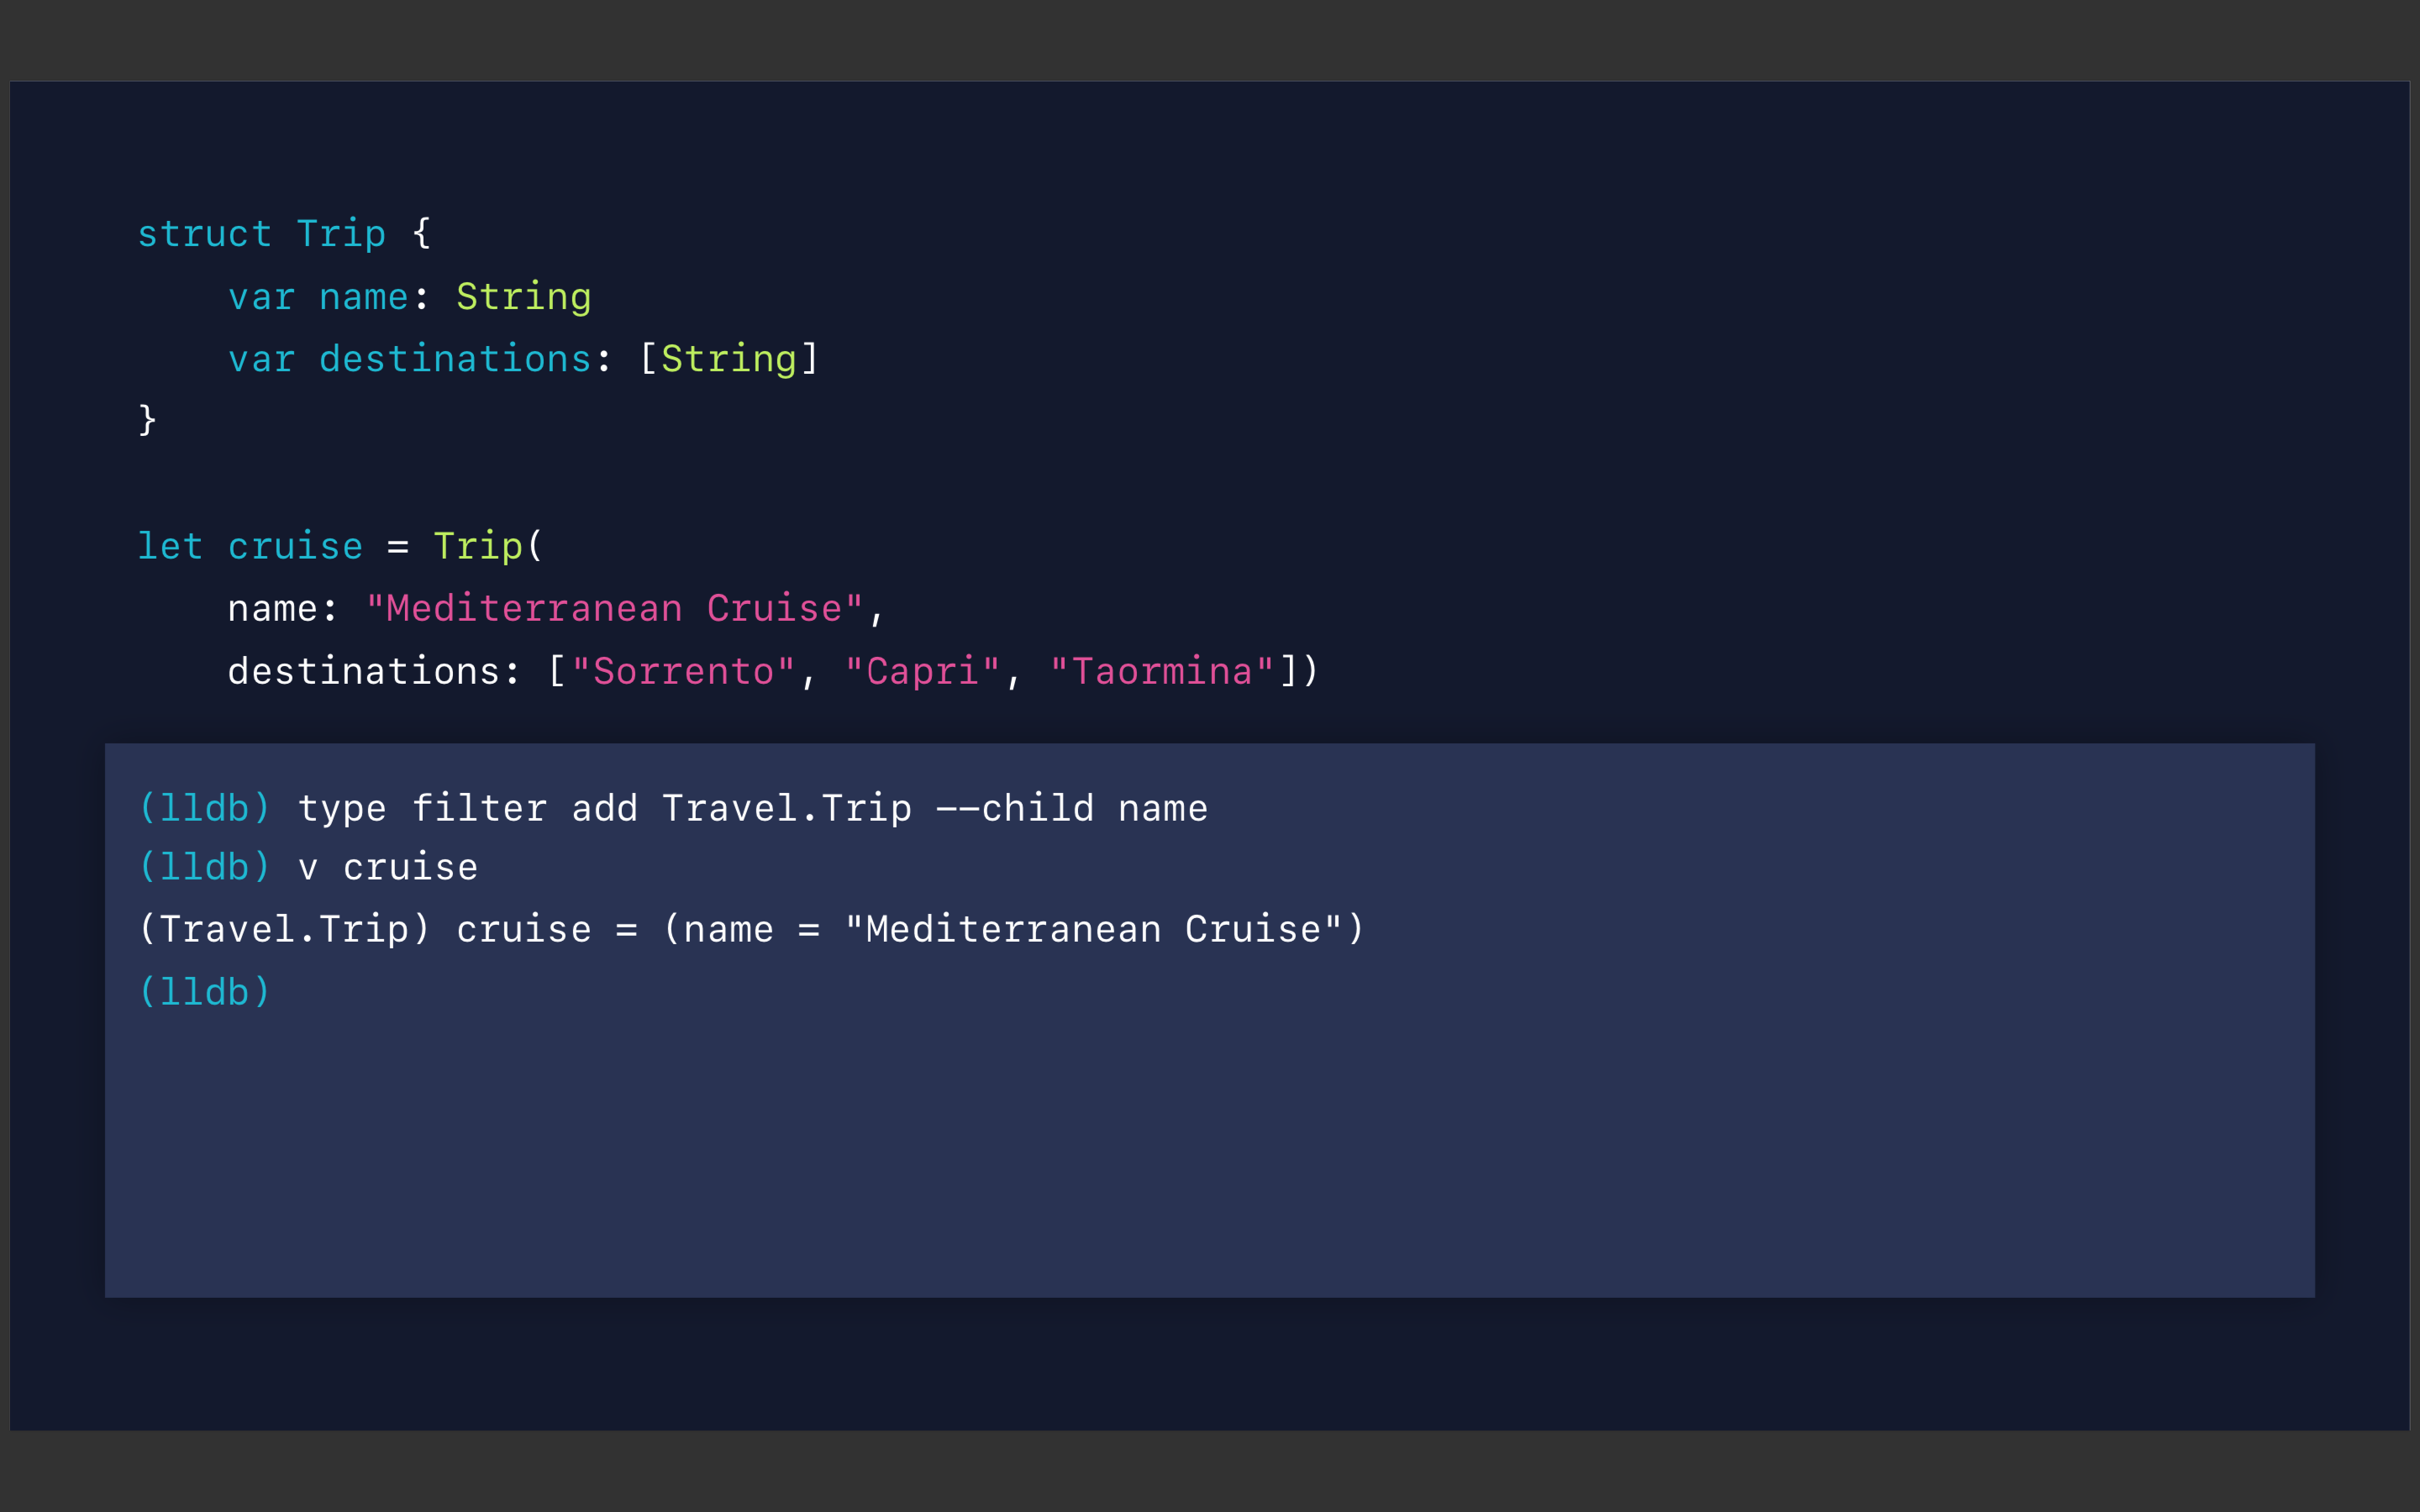 struct Trip {
    var name: String
    var destinations: [String]
}
let cruise = Trip(
    name: "Mediterranean Cruise",
    destinations: ["Sorrento", "Capri", "Taormina"])
(lldb) type filter add Travel.Trip --child name
(lldb) v cruise
(Travel.Trip) cruise = (name = "Mediterranean Cruise")
(lldb)